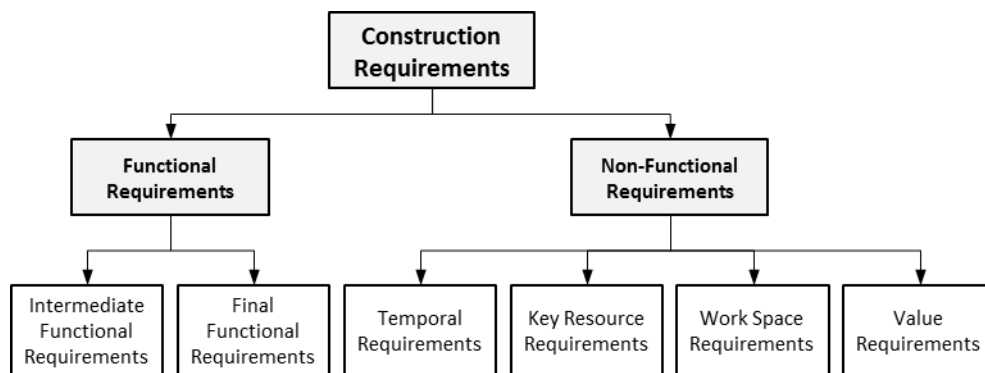 Construction
Requirements
Functional
Requirements
Non-Functional
Requirements
Intermediate
Functional
Requirements
Final
Functional
Requirements
Temporal
Requirements
Key Resource
Requirements
Work Space
Requirements
Value
Requirements